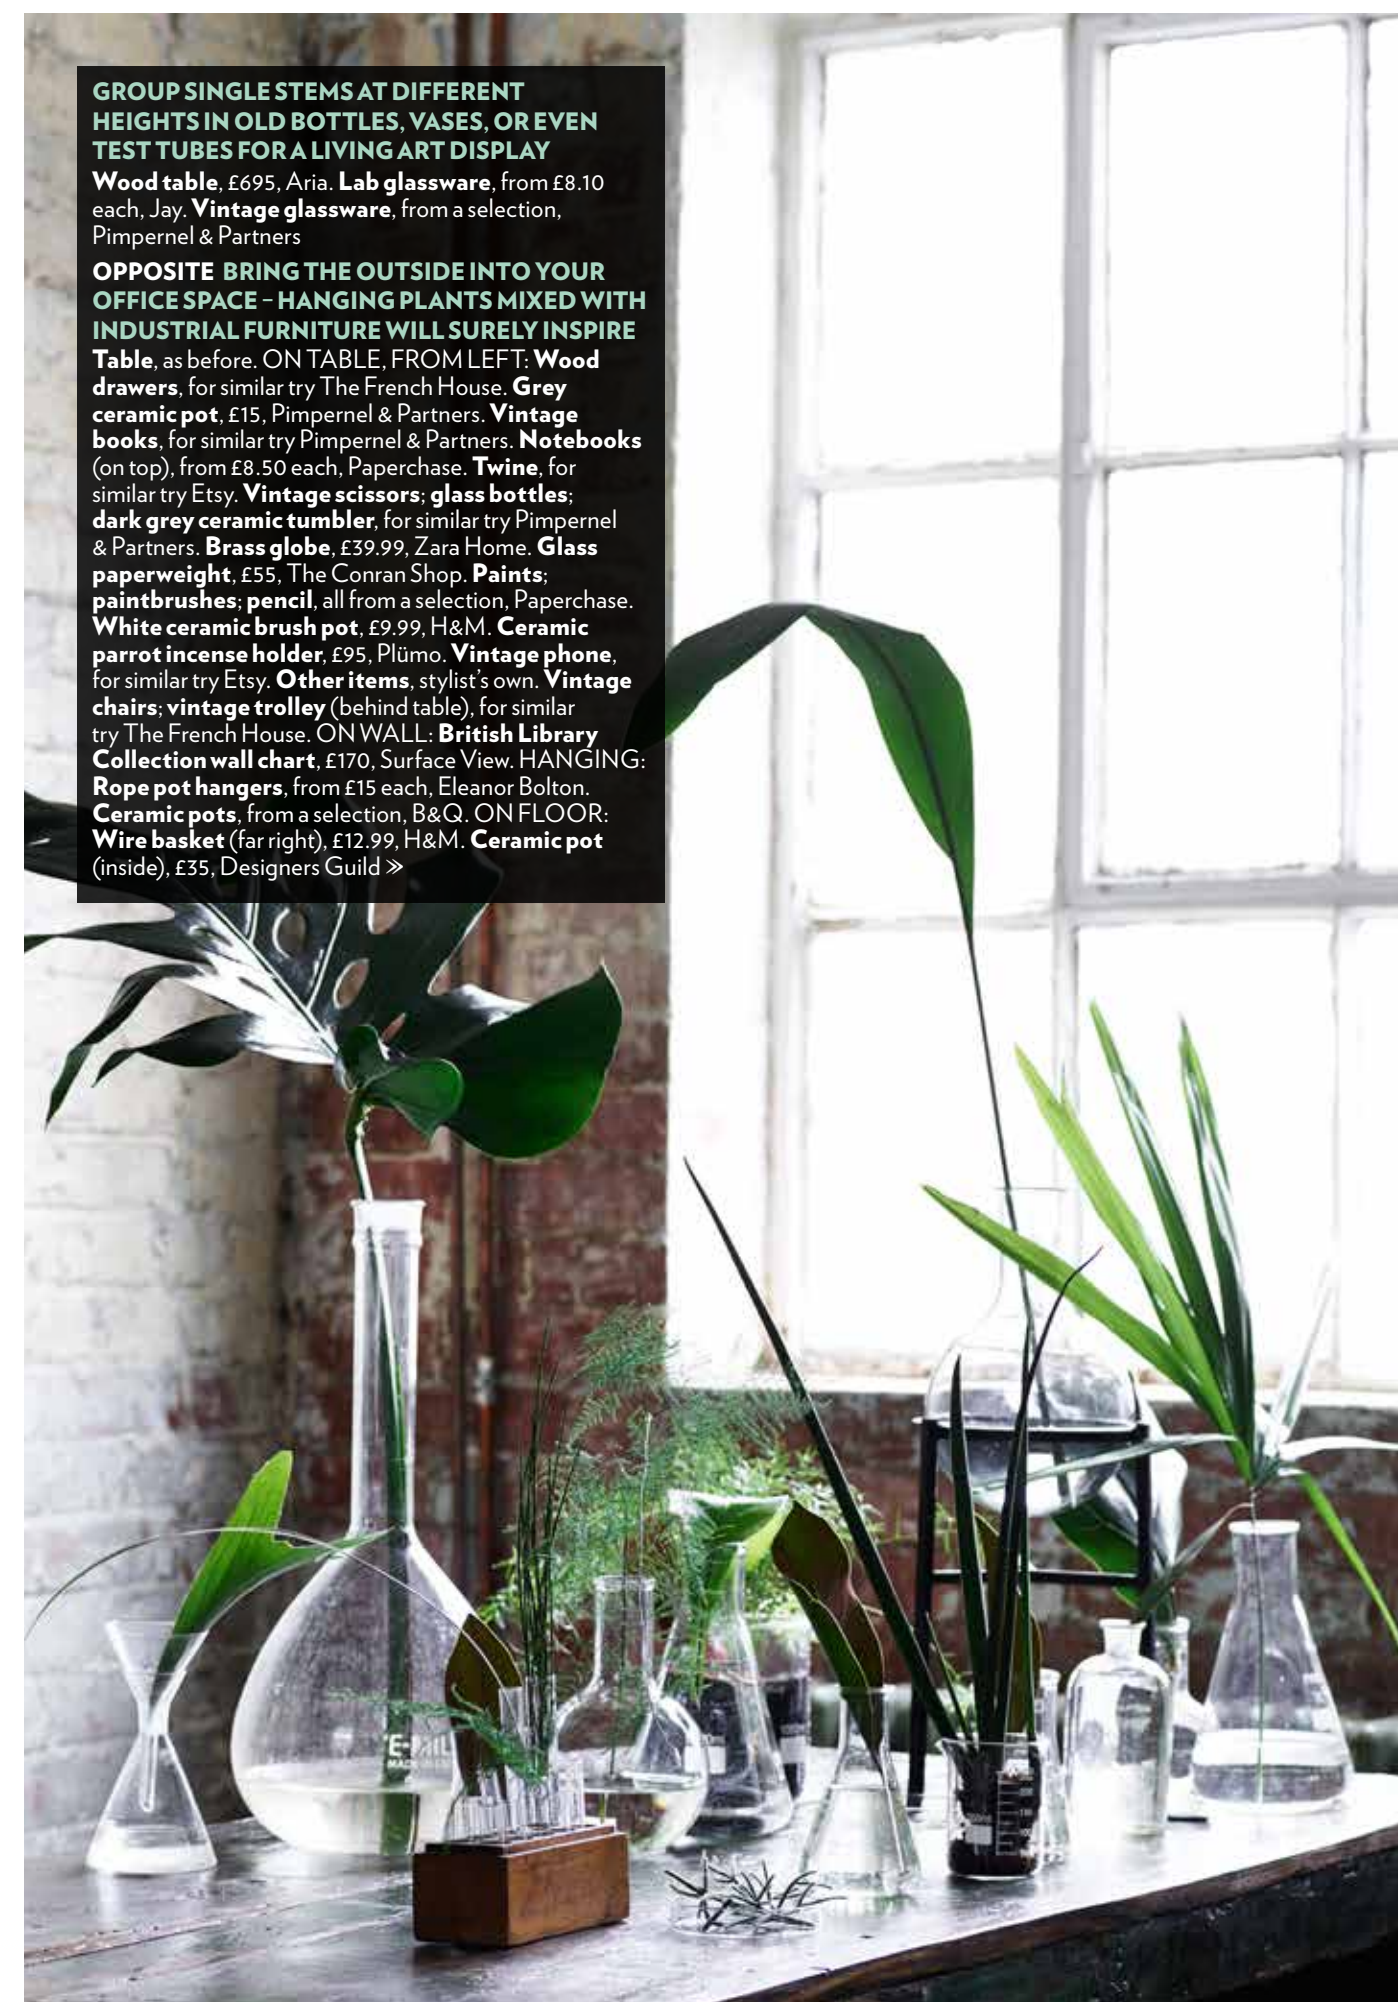 GROUP SINGLE STEMS AT DIFFERENT
HEIGHTS IN OLD BOTTLES, VASES, OR EVEN
TEST TUBES FOR A LIVING ART DISPLAY
Wood table, £695, Aria. Lab glassware, from £8.10
each, Jay. Vintage glassware, from a selection,
Pimpernel & Partners
OPPOSITE BRING THE OUTSIDE INTO YOUR
OFFICE SPACE – HANGING PLANTS MIXED WITH
INDUSTRIAL FURNITURE WILL SURELY INSPIRE
Table, as before. ON TABLE, FROM LEFT: Wood
drawers, for similar try The French House. Grey
ceramic pot, £15, Pimpernel & Partners. Vintage
books, for similar try Pimpernel & Partners. Notebooks
(on top), from £8.50 each, Paperchase. Twine, for
similar try Etsy. Vintage scissors; glass bottles;
dark grey ceramic tumbler, for similar try Pimpernel
& Partners. Brass globe, £39.99, Zara Home. Glass
paperweight, £55, The Conran Shop. Paints;
paintbrushes; pencil, all from a selection, Paperchase.
White ceramic brush pot, £9.99, H&M. Ceramic
parrot incense holder, £95, Plümo. Vintage phone,
for similar try Etsy. Other items, stylist's own. Vintage
chairs; vintage trolley (behind table), for similar
try The French House. ON WALL: British Library
Collection wall chart, £170, Surface View. HANGING:
Rope pot hangers, from £15 each, Eleanor Bolton.
Ceramic pots, from a selection, B&Q. ON FLOOR:
Wire basket (far right), £12.99, H&M. Ceramic pot
(inside), £35, Designers Guild »